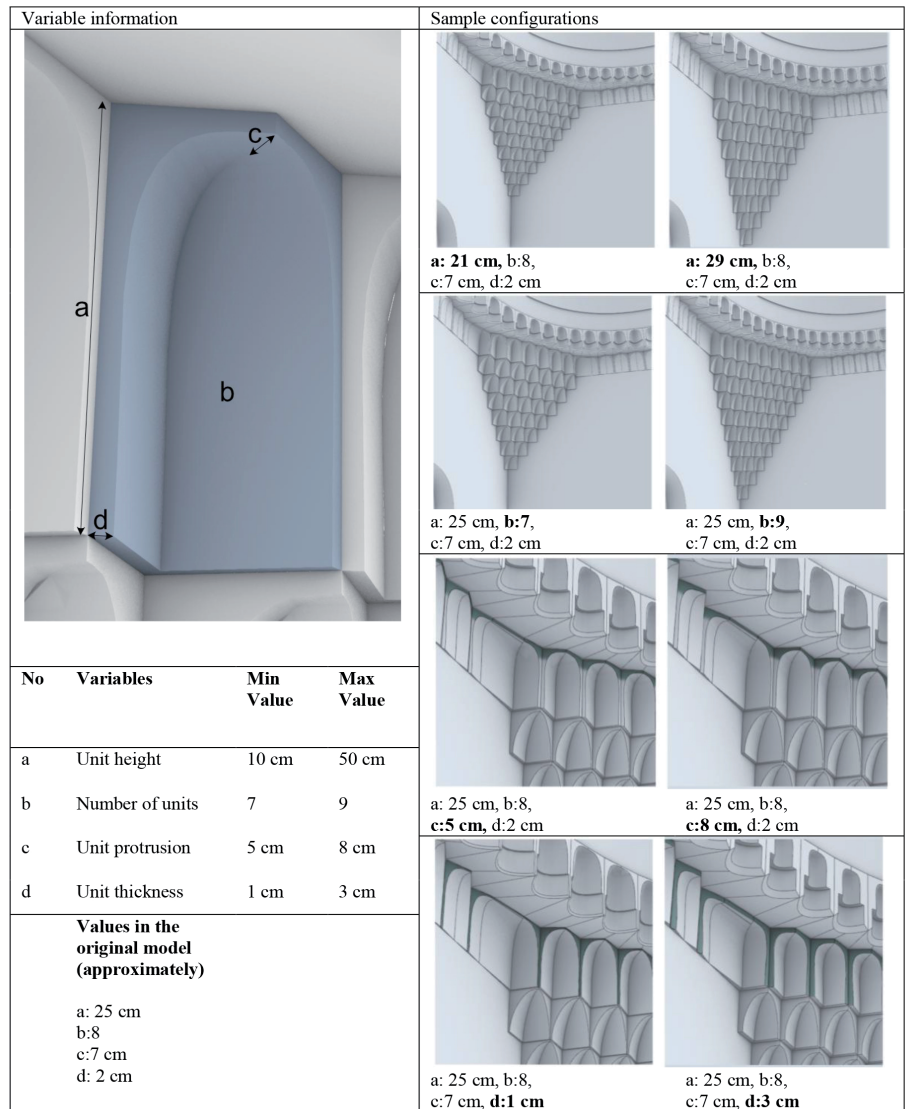 Variable information
a
b
c
d
No Variables Min Value Max Value
a Unit height 10 cm 50 cm
b Number of units 7 9
c Unit protrusion 5 cm 8 cm
d Unit thickness 1 cm 3 cm
Values in the
original model
(approximately)
a: 25 cm
b:8
c:7 cm
d: 2 cm
Sample configurations
a: 21 cm, b:8,
c:7 cm, d:2 cm
a: 29 cm, b:8,
c:7 cm, d:2 cm
a: 25 cm, b:7,
c:7 cm, d:2 cm
a: 25 cm, b:9,
c:7 cm, d:2 cm
a: 25 cm, b:8,
c:5 cm, d:2 cm
a: 25 cm, b:8,
c:8 cm, d:2 cm
a: 25 cm, b:8,
c:7 cm, d:1 cm
a: 25 cm, b:8,
c:7 cm, d:3 cm